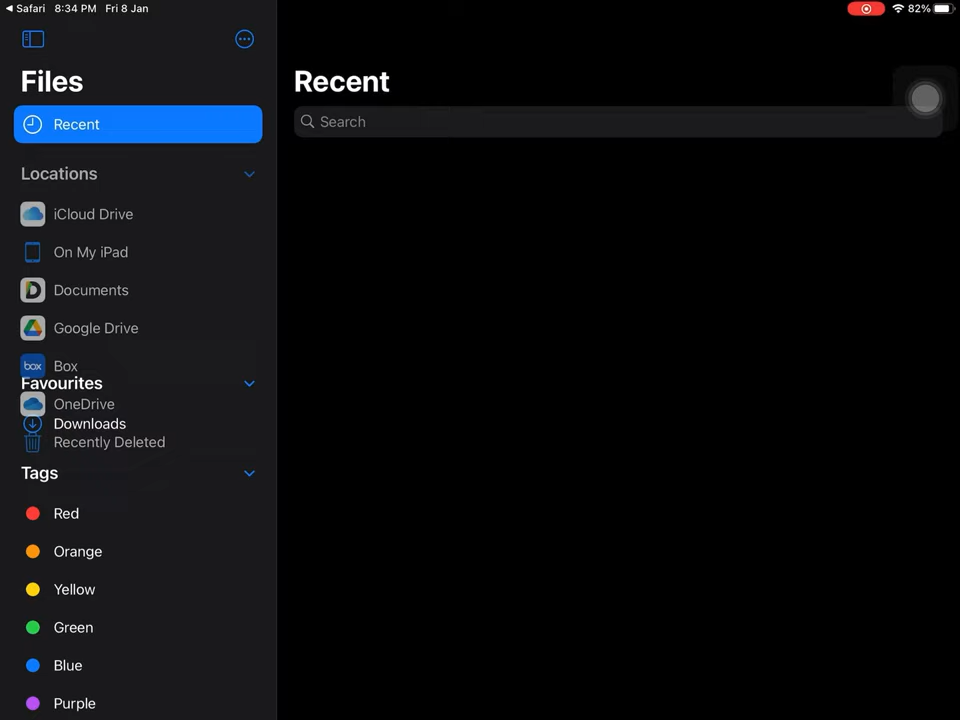 Safari 8:34 PM Fri 8 Jan 82%
Files
Recent
Recent
Search
Locations
iCloud Drive
On My iPad
Documents
Google Drive
box Box
Favourites
OneDrive
Downloads
Recently Deleted
Tags
Red
Orange
Yellow
Green
Blue
Purple